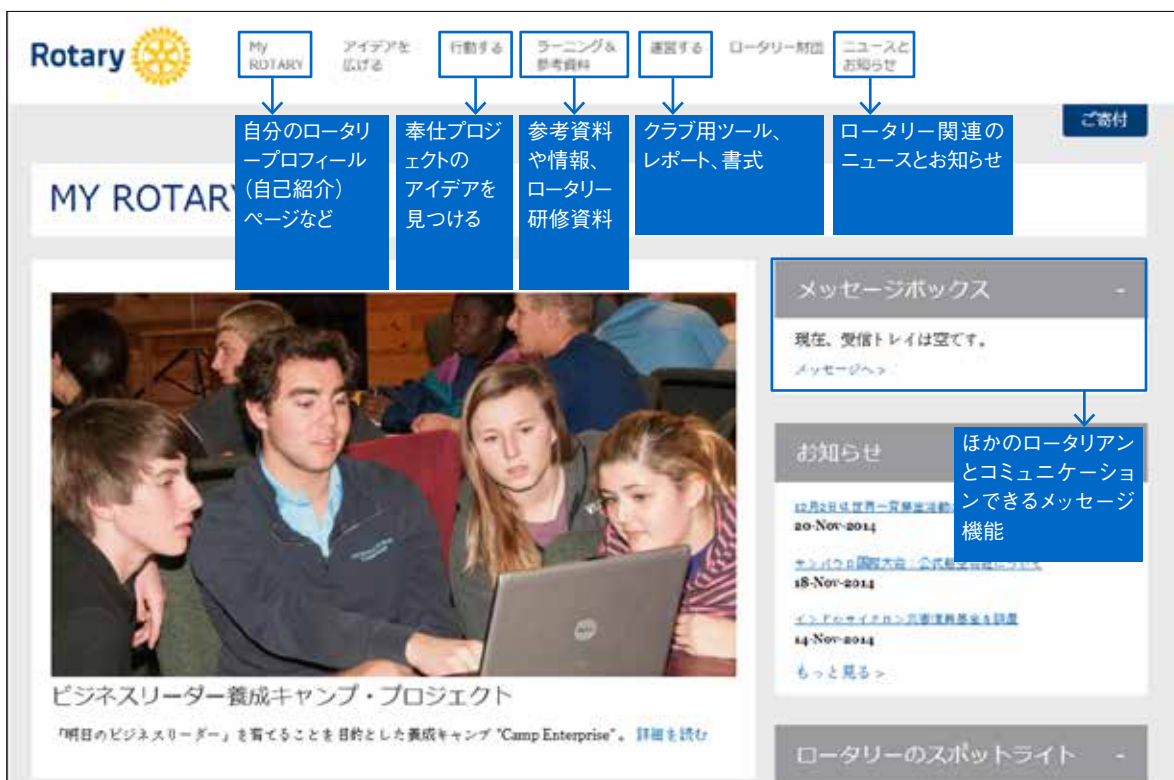 Rotary
My
ROTARY
アイデアを
広げる
行動する
ラーニング&
参考資料
運営する
ロータリー財団
ニュースと
お知らせ
ご寄付
自分のロータリ
ープロフィール
(自己紹介)
ページなど
奉仕プロジ
ェクトの
アイデアを
見つける
参考資料
や情報、
ロータリー
研修資料
クラブ用ツール、
レポート、書式
ロータリー関連の
ニュースとお知らせ
MY ROTAR
メッセージボックス -
現在、受信トレイは空です。
メッセージへ >
ほかのロータリアン
とコミュニケーショ
ンできるメッセージ
機能
お知らせ
20-Nov-2014
サンパウロ国際大会:公式
18-Nov-2014
14-Nov-2014
もっと見る >
ビジネスリーダー養成キャンプ・プロジェクト
「明日のビジネスリーダー」を育てることを目的とした養成キャンプ "Camp Enterprise"。 詳細を読む
ロータリーのスポットライト -